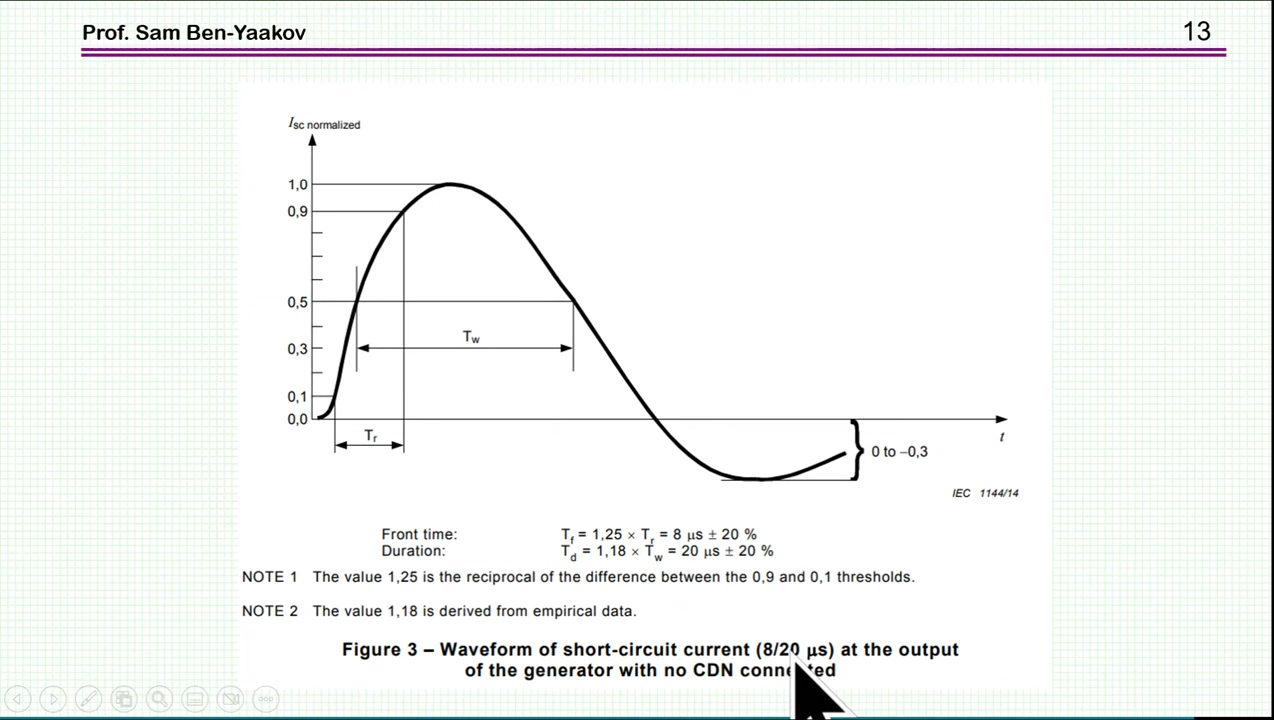 Prof. Sam Ben-Yaakov
13
Isc normalized
1,0
0,9
0,5
Tw
0,3
0,1
0,0
Tr
t
0 to –0,3
IEC 1144/14
Front time: Tf = 1,25 × Tr = 8 µs ± 20 %
Duration: Td = 1,18 × Tw = 20 µs ± 20 %
NOTE 1 The value 1,25 is the reciprocal of the difference between the 0,9 and 0,1 thresholds.
NOTE 2 The value 1,18 is derived from empirical data.
Figure 3 – Waveform of short-circuit current (8/20 µs) at the output
of the generator with no CDN connected